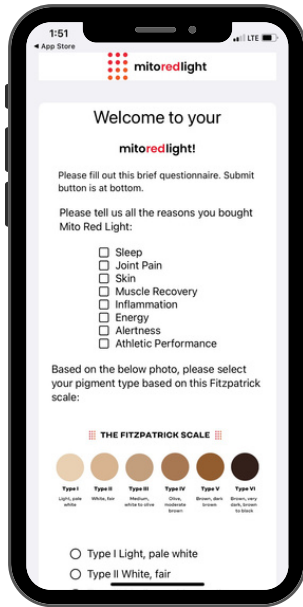 1:51
LTE
◀ App Store
mitoredlight
Welcome to your
mitoredlight!
Please fill out this brief questionnaire. Submit
button is at bottom.
Please tell us all the reasons you bought
Mito Red Light:
Sleep
Joint Pain
Skin
Muscle Recovery
Inflammation
Energy
Alertness
Athletic Performance
Based on the below photo, please select
your pigment type based on this Fitzpatrick
scale:
THE FITZPATRICK SCALE
Type I Type II Type III Type IV Type V Type VI
Light, pale white
White, fair
Medium, white to olive
Olive, moderate brown
Brown, dark brown
Brown, very dark, brown to black
Type I Light, pale white
Type II White, fair